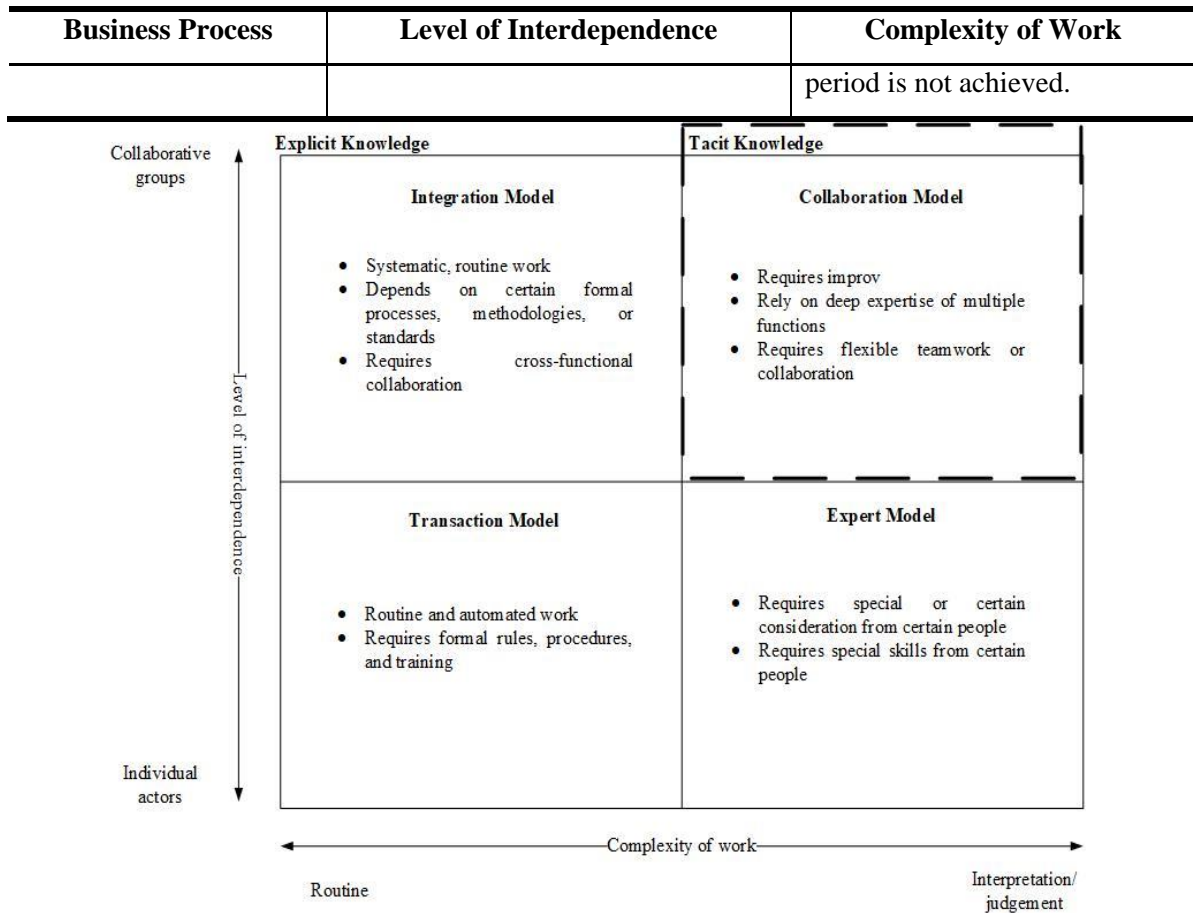 Business Process Level of Interdependence Complexity of Work
period is not achieved.
Collaborative
groups
Explicit Knowledge
Tacit Knowledge
Integration Model
• Systematic, routine work
• Depends on certain formal
processes, methodologies, or
standards
• Requires cross-functional
collaboration
Collaboration Model
• Requires improv
• Rely on deep expertise of multiple
functions
• Requires flexible teamwork or
collaboration
Level of interdependence
Transaction Model
• Routine and automated work
• Requires formal rules, procedures,
and training
Expert Model
• Requires special or certain
consideration from certain people
• Requires special skills from certain
people
Individual
actors
Complexity of work
Routine
Interpretation/
judgement